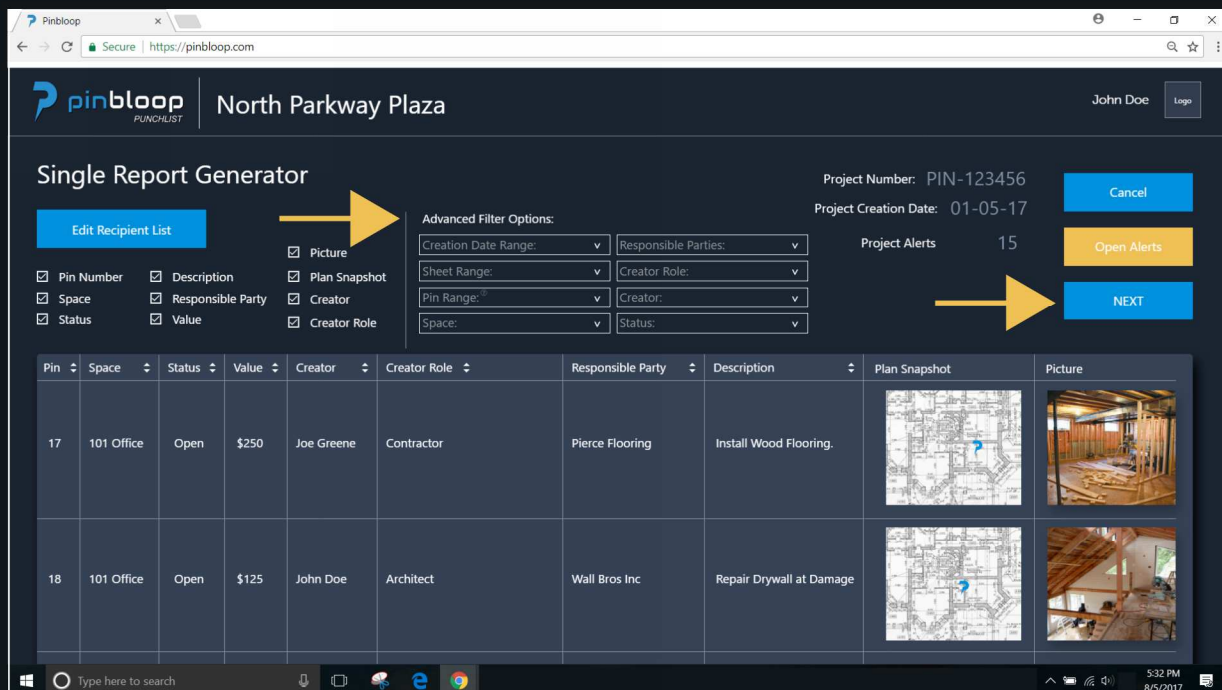 Pinbloop
Secure | https://pinbloop.com
pinbloop
PUNCHLIST
North Parkway Plaza
John Doe
Logo
Single Report Generator
Edit Recipient List
Pin Number
Description
Space
Responsible Party
Status
Value
Picture
Plan Snapshot
Creator
Creator Role
Advanced Filter Options:
Creation Date Range:
Responsible Parties:
Sheet Range:
Creator Role:
Pin Range:
Creator:
Space:
Status:
Project Number: PIN-123456
Project Creation Date: 01-05-17
Project Alerts 15
Cancel
Open Alerts
NEXT
Pin Space Status Value Creator Creator Role Responsible Party Description Plan Snapshot Picture
17 101 Office Open $250 Joe Greene Contractor Pierce Flooring Install Wood Flooring.
18 101 Office Open $125 John Doe Architect Wall Bros Inc Repair Drywall at Damage
Type here to search
5:32 PM
8/5/2017